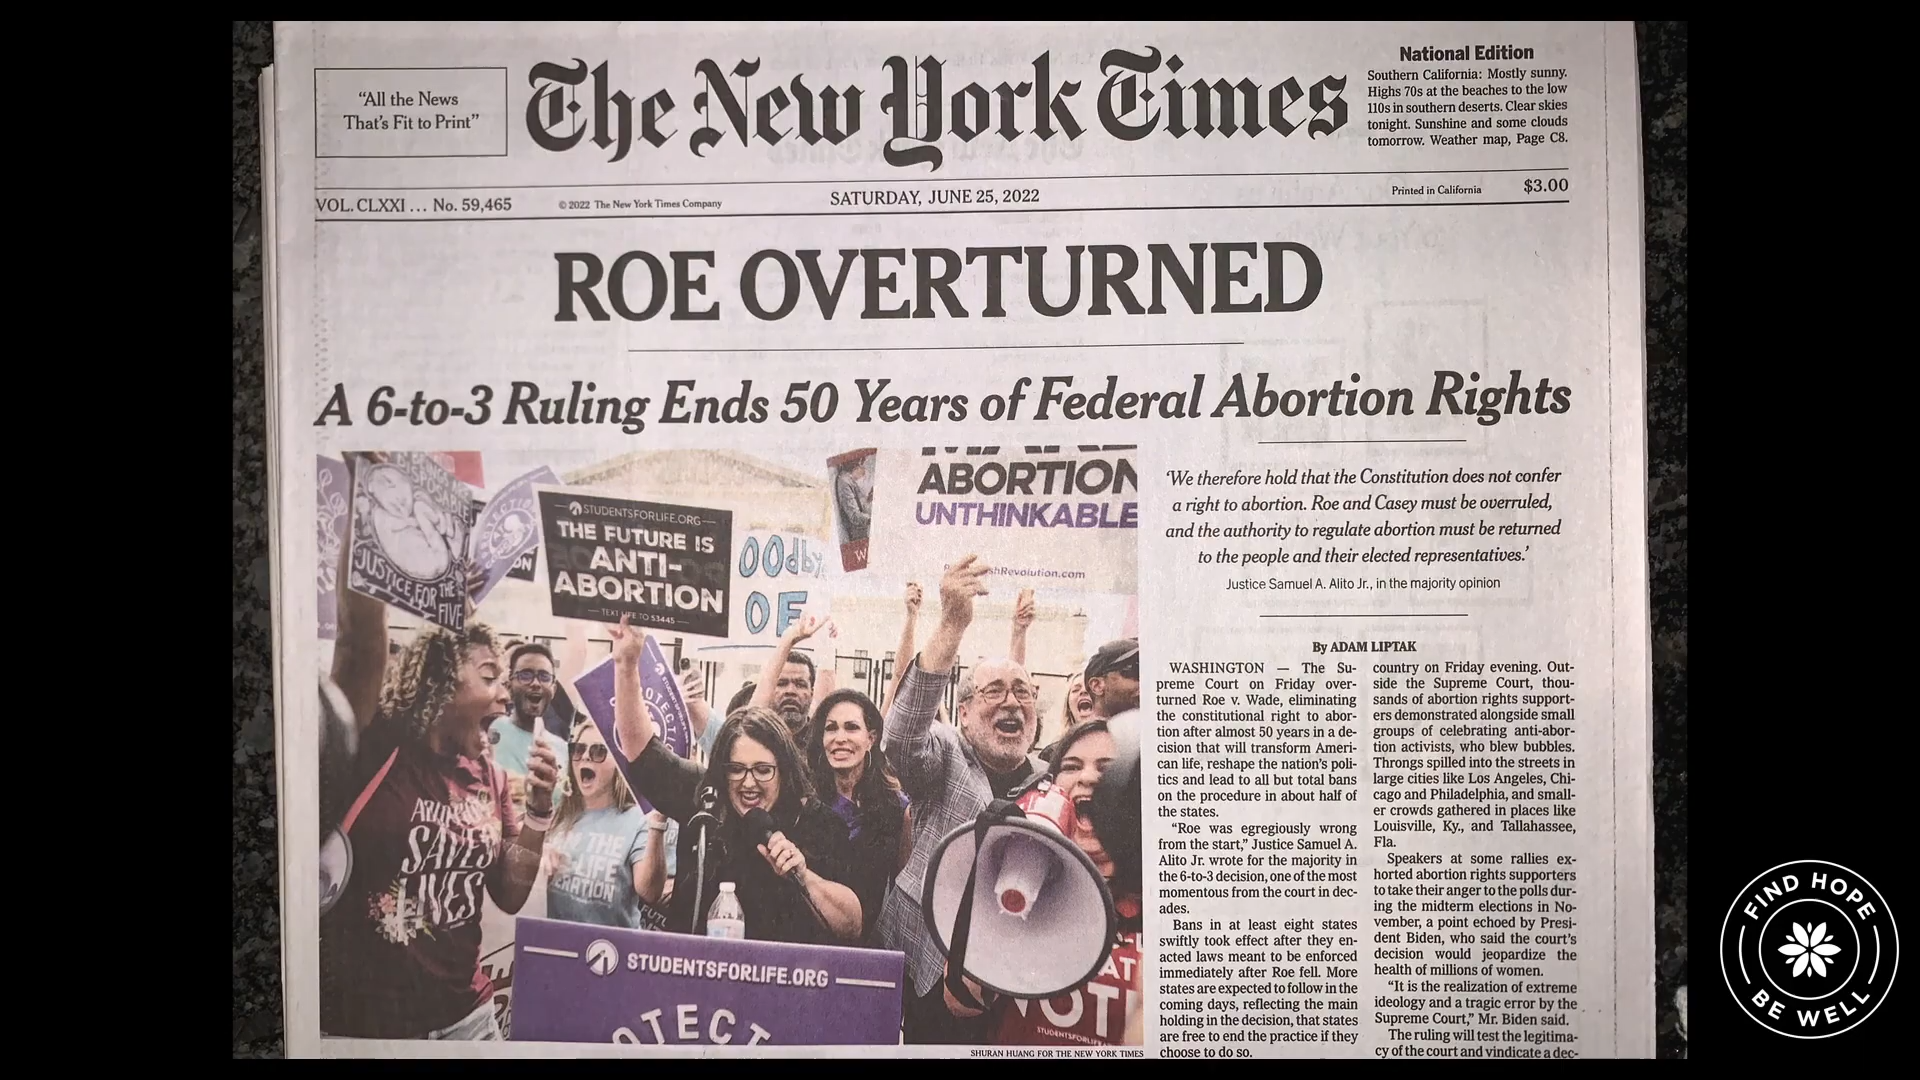 "All the News
That's Fit to Print"
The New York Times
National Edition
Southern California: Mostly sunny.
Highs 70s at the beaches to the low
110s in southern deserts. Clear skies
tonight. Sunshine and some clouds
tomorrow. Weather map, Page C8.
VOL. CLXXI ... No. 59,465
© 2022 The New York Times Company
SATURDAY, JUNE 25, 2022
Printed in California
$3.00
ROE OVERTURNED
A 6-to-3 Ruling Ends 50 Years of Federal Abortion Rights
JUSTICE FOR THE
FIVE
STUDENTSFORLIFE.ORG
THE FUTURE IS
ANTI-
ABORTION
TEXT LIFE TO 53445
OOdby
OF
ABORTION
UNTHINKABLE
shRevolution.com
SAVES
LIVES
THE
LIFE
STUDENTSFORLIFE.ORG
OTECT
VOT
'We therefore hold that the Constitution does not confer
a right to abortion. Roe and Casey must be overruled,
and the authority to regulate abortion must be returned
to the people and their elected representatives.'
Justice Samuel A. Alito Jr., in the majority opinion
By ADAM LIPTAK
WASHINGTON — The Su-
preme Court on Friday over-
turned Roe v. Wade, eliminating
the constitutional right to abor-
tion after almost 50 years in a de-
cision that will transform Ameri-
can life, reshape the nation's poli-
tics and lead to all but total bans
on the procedure in about half of
the states.
"Roe was egregiously wrong
from the start," Justice Samuel A.
Alito Jr. wrote for the majority in
the 6-to-3 decision, one of the most
momentous from the court in dec-
ades.
Bans in at least eight states
swiftly took effect after they en-
acted laws meant to be enforced
immediately after Roe fell. More
states are expected to follow in the
coming days, reflecting the main
holding in the decision, that states
are free to end the practice if they
choose to do so.
country on Friday evening. Out-
side the Supreme Court, thou-
sands of abortion rights support-
ers demonstrated alongside small
groups of celebrating anti-abor-
tion activists, who blew bubbles.
Throngs spilled into the streets in
large cities like Los Angeles, Chi-
cago and Philadelphia, and small-
er crowds gathered in places like
Louisville, Ky., and Tallahassee,
Fla.
Speakers at some rallies ex-
horted abortion rights supporters
to take their anger to the polls dur-
ing the midterm elections in No-
vember, a point echoed by Presi-
dent Biden, who said the court's
decision would jeopardize the
health of millions of women.
"It is the realization of extreme
ideology and a tragic error by the
Supreme Court," Mr. Biden said.
The ruling will test the legitima-
cy of the court and vindicate a dec-
SHURAN HUANG FOR THE NEW YORK TIMES
FIND HOPE
BE WELL